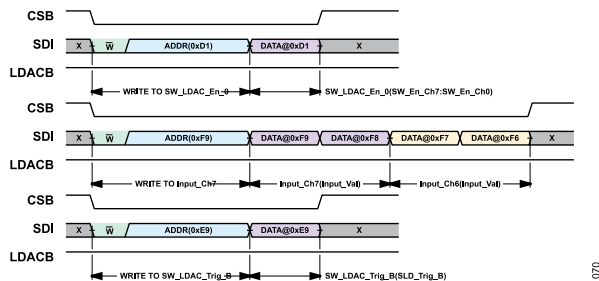 CSB
SDI X W ADDR(0xD1) DATA@0xD1 X
LDACB
WRITE TO SW_LDAC_En_0 SW_LDAC_En_0(SW_En_Ch7:SW_En_Ch0)
CSB
SDI X W ADDR(0xF9) DATA@0xF9 DATA@0xF8 DATA@0xF7 DATA@0xF6 X
LDACB
WRITE TO Input_Ch7 Input_Ch7(Input_Val) Input_Ch6(Input_Val)
CSB
SDI X W ADDR(0xE9) DATA@0xE9 X
LDACB
WRITE TO SW_LDAC_Trig_B SW_LDAC_Trig_B(SLD_Trig_B)
070